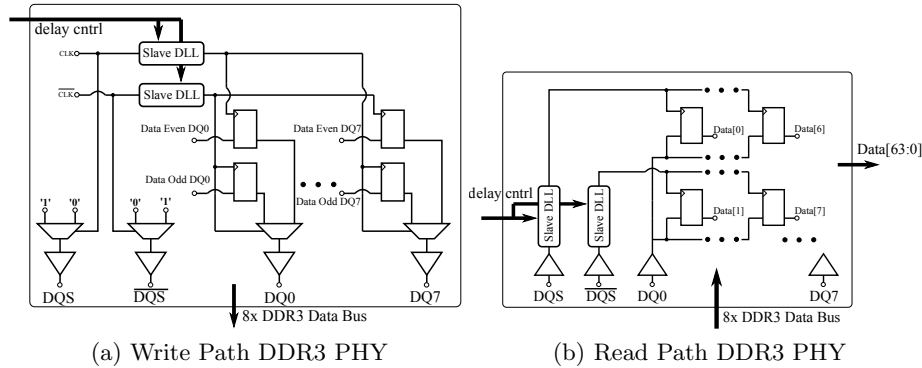 delay cntrl
CLK
Slave DLL
CLK
Slave DLL
Data Even DQ0
Data Even DQ7
Data Odd DQ0
Data Odd DQ7
'1' '0' '0' '1'
DQS DQS DQ0 DQ7
8x DDR3 Data Bus
(a) Write Path DDR3 PHY
Data[0] Data[6]
Data[63:0]
delay cntrl
Slave DLL
Slave DLL
Data[1] Data[7]
DQS DQS DQ0 DQ7
8x DDR3 Data Bus
(b) Read Path DDR3 PHY